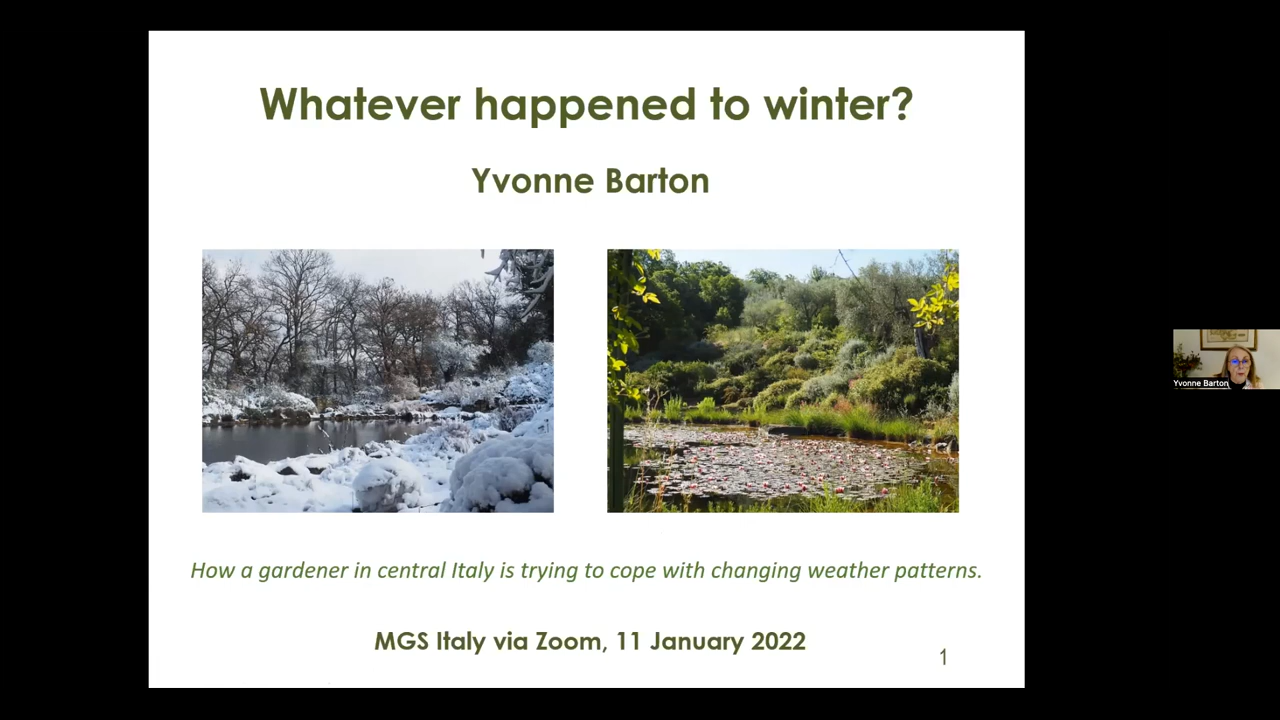 Whatever happened to winter?
Yvonne Barton
How a gardener in central Italy is trying to cope with changing weather patterns.
MGS Italy via Zoom, 11 January 2022
1
Yvonne Barton